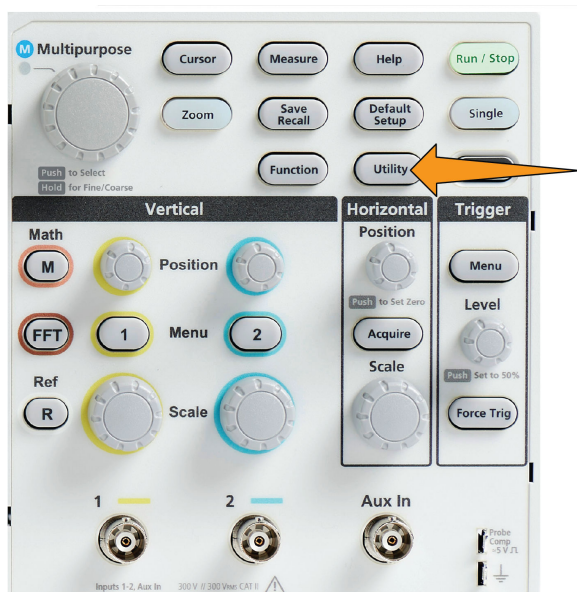 M Multipurpose
Cursor
Measure
Help
Run / Stop
Zoom
Save
Recall
Default
Setup
Single
Push to Select
Hold for Fine/Coarse
Function
Utility
Vertical
Horizontal
Trigger
Math
Position
M
Position
Menu
Push to Set Zero
Level
FFT
1
Menu
2
Acquire
Ref
Scale
Push Set to 50%
R
Scale
Force Trig
1
2
Aux In
Probe
Comp
≈5 V
Inputs 1-2, Aux In
300 V // 300 VRMS CAT II